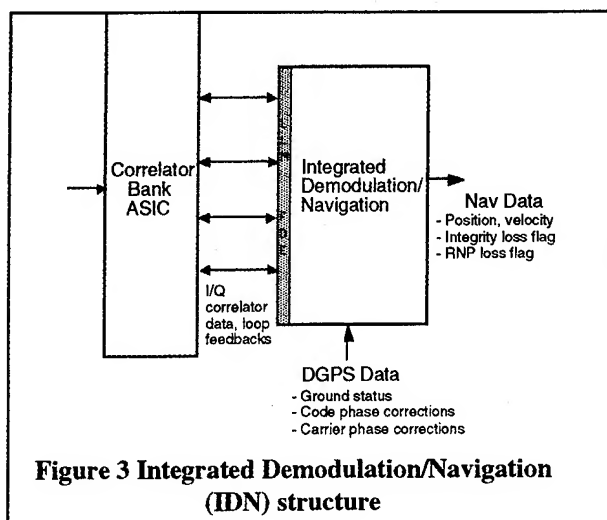 Correlator
Bank
ASIC
Integrated
Demodulation/
Navigation
Nav Data
- Position, velocity
- Integrity loss flag
- RNP loss flag
I/Q
correlator
data, loop
feedbacks
DGPS Data
- Ground status
- Code phase corrections
- Carrier phase corrections
Figure 3 Integrated Demodulation/Navigation
(IDN) structure